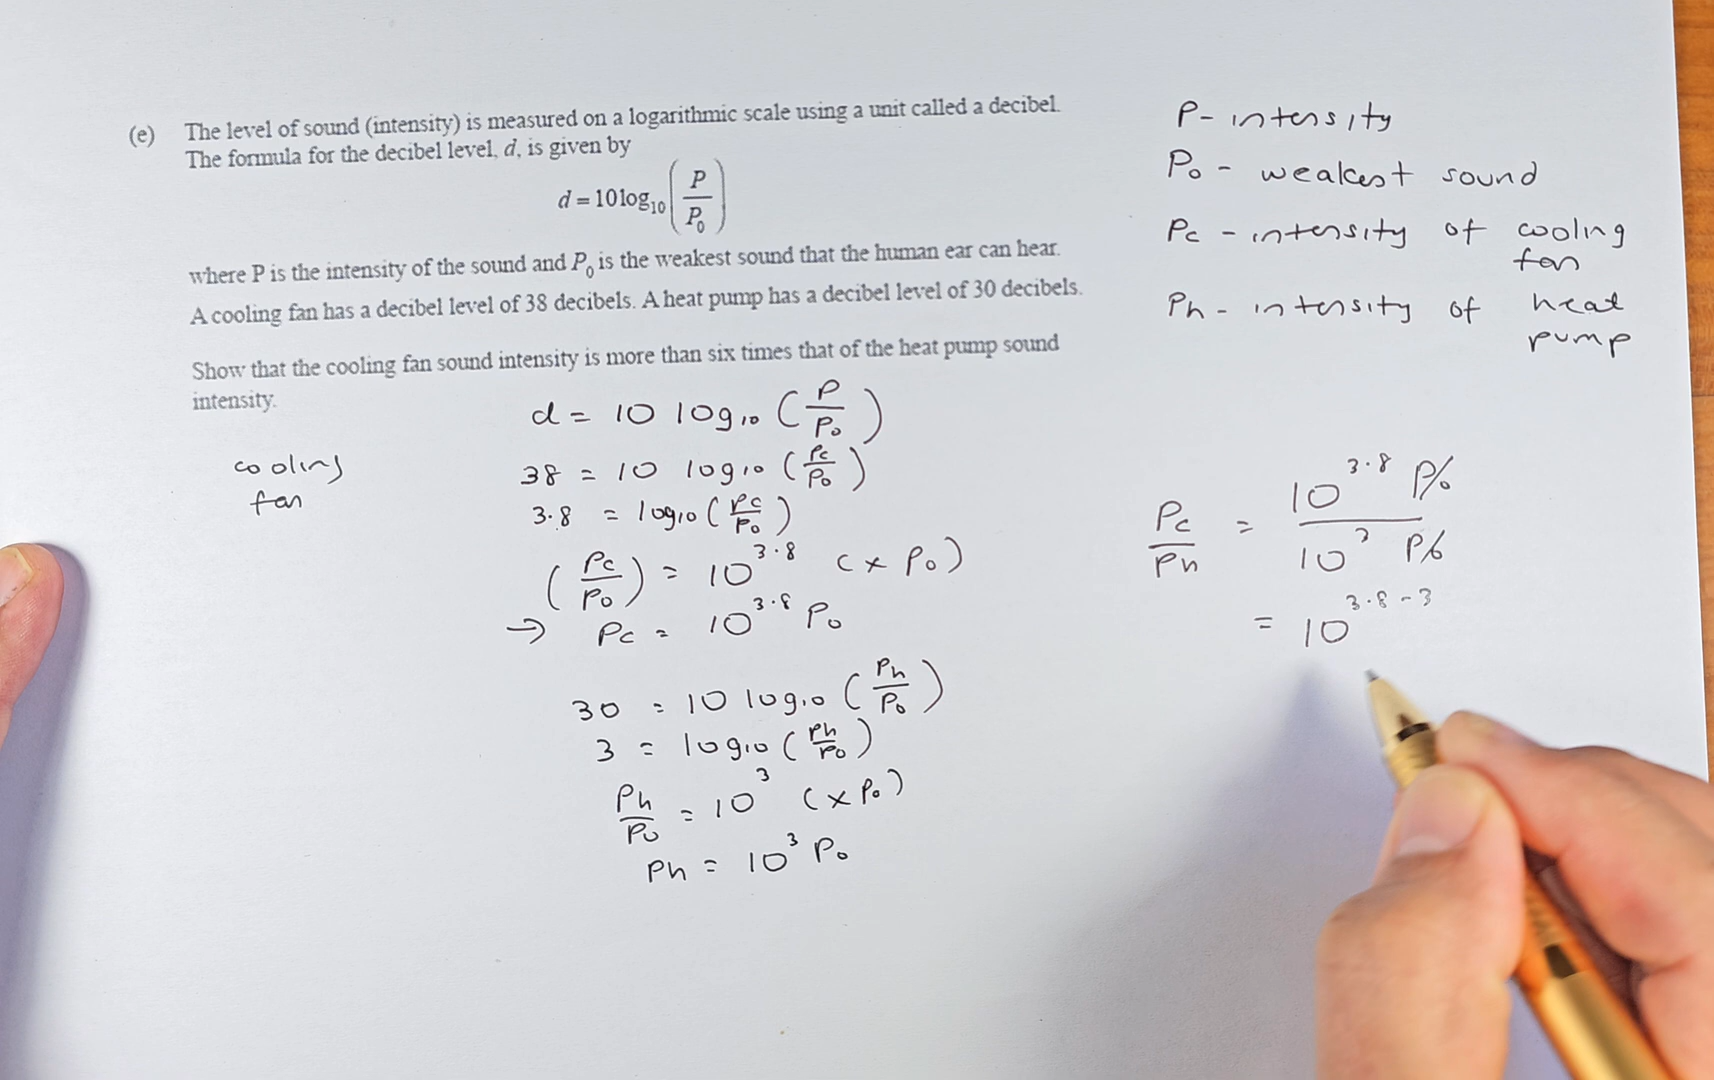 (e) The level of sound (intensity) is measured on a logarithmic scale using a unit called a decibel.
The formula for the decibel level, d, is given by
d = 10 log₁₀ (P/P₀)
where P is the intensity of the sound and P₀ is the weakest sound that the human ear can hear.
A cooling fan has a decibel level of 38 decibels. A heat pump has a decibel level of 30 decibels.
Show that the cooling fan sound intensity is more than six times that of the heat pump sound
intensity.
cooling
fan
d = 10 log₁₀ (P/P₀)
38 = 10 log₁₀ (Pc/P₀)
3.8 = log₁₀ (Pc/P₀)
(Pc/P₀) = 10^3.8 (× P₀)
→ Pc = 10^3.8 P₀
30 = 10 log₁₀ (Ph/P₀)
3 = log₁₀ (Ph/P₀)
Ph/P₀ = 10^3 (× P₀)
Ph = 10^3 P₀
P - intensity
P₀ - weakest sound
Pc - intensity of cooling
fan
Ph - intensity of heat
pump
Pc/Ph = 10^3.8 P₀/10^3 P₀
= 10^3.8-3